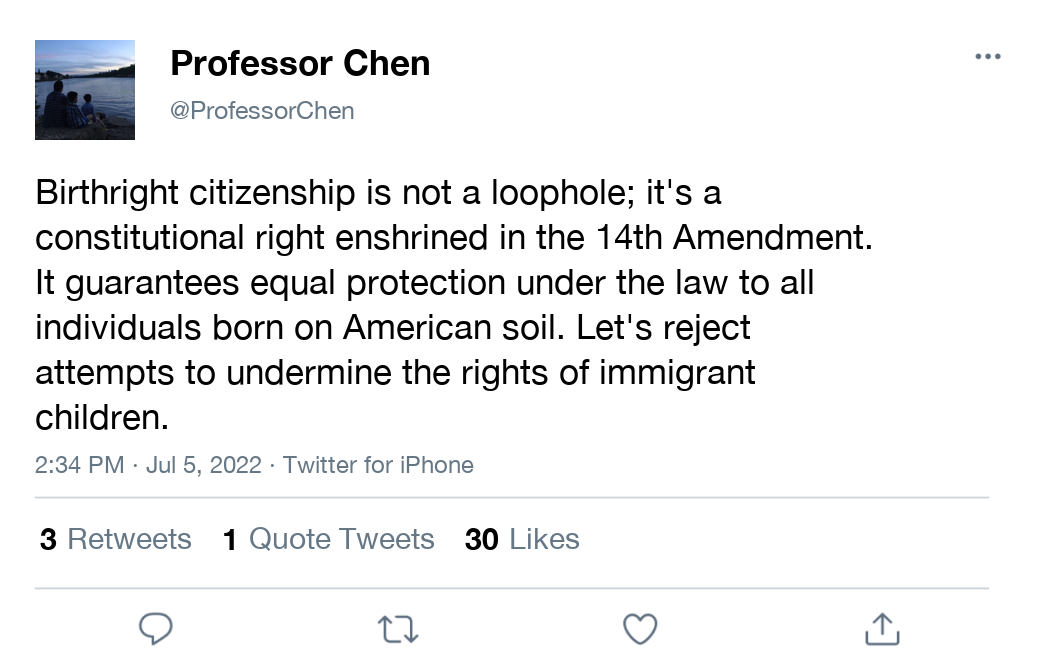 Professor Chen
@ProfessorChen
Birthright citizenship is not a loophole; it's a
constitutional right enshrined in the 14th Amendment.
It guarantees equal protection under the law to all
individuals born on American soil. Let's reject
attempts to undermine the rights of immigrant
children.
2:34 PM · Jul 5, 2022 · Twitter for iPhone
3 Retweets 1 Quote Tweets 30 Likes